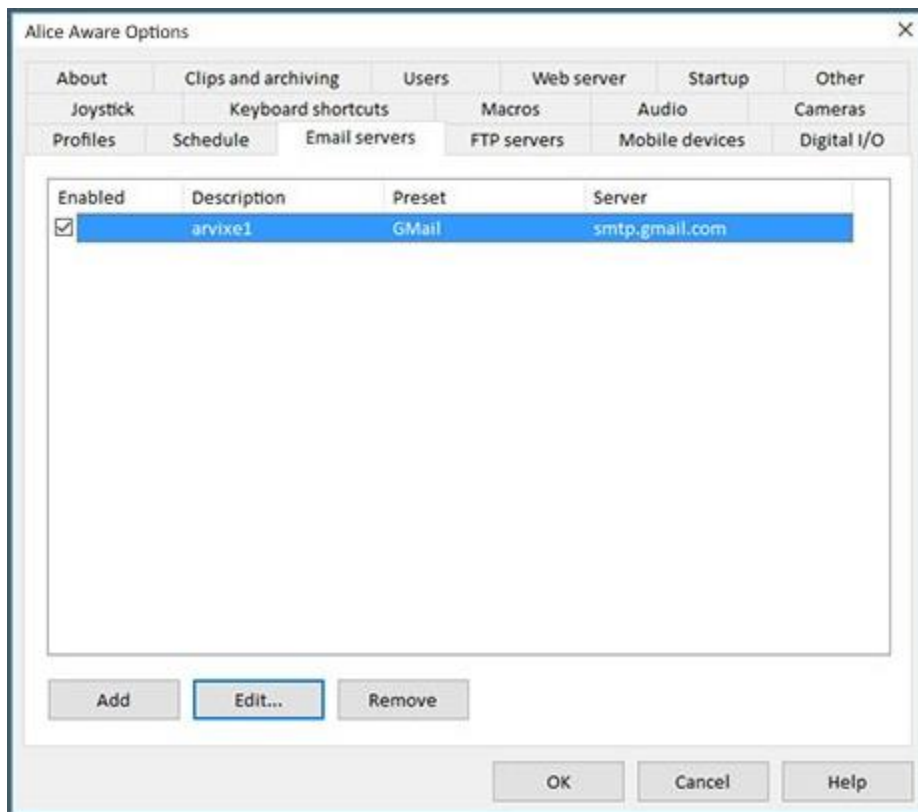 Alice Aware Options
About Clips and archiving Users Web server Startup Other
Joystick Keyboard shortcuts Macros Audio Cameras
Profiles Schedule Email servers FTP servers Mobile devices Digital I/O
Enabled Description Preset Server
arvixe1 GMail smtp.gmail.com
Add Edit... Remove
OK Cancel Help